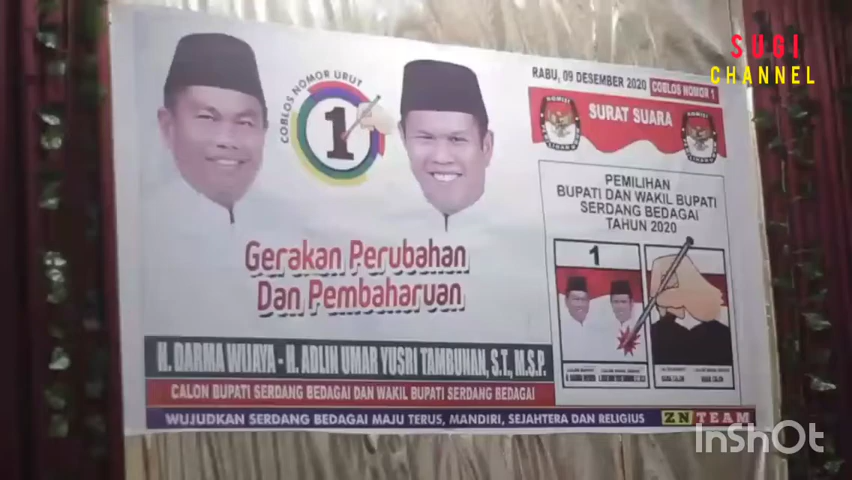 SUGI
CHANNEL
COBLOS NOMOR URUT
1
RABU, 09 DESEMBER 2020
COBLOS NOMOR 1
SURAT SUARA
PEMILIHAN
BUPATI DAN WAKIL BUPATI
SERDANG BEDAGAI
TAHUN 2020
1
Gerakan Perubahan
Dan Pembaharuan
H. DARMA WIJAYA - H. ADLIN UMAR YUSRI TAMBUNAN, S.T., M.S.P.
CALON BUPATI SERDANG BEDAGAI DAN WAKIL BUPATI SERDANG BEDAGAI
WUJUDKAN SERDANG BEDAGAI MAJU TERUS, MANDIRI, SEJAHTERA DAN RELIGIUS
ZN TEAM
InShOt